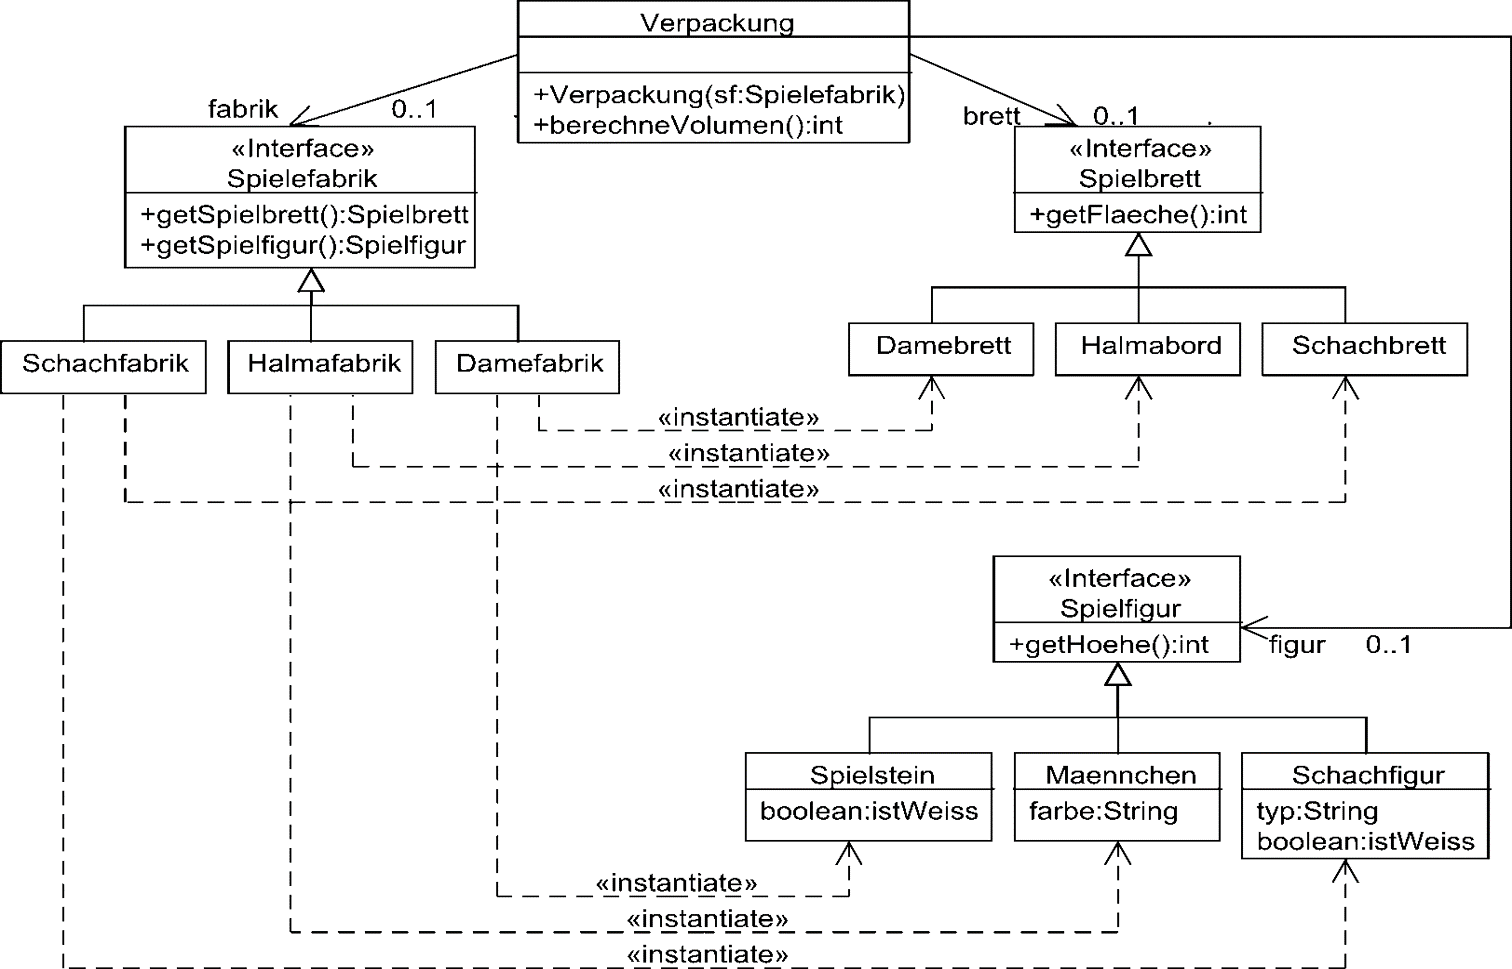 Verpackung
+Verpackung(sf:Spielefabrik)
+berechneVolumen():int
fabrik
0..1
brett
0..1
«Interface»
Spielefabrik
+getSpielbrett():Spielbrett
+getSpielfigur():Spielfigur
«Interface»
Spielbrett
+getFlaeche():int
Schachfabrik
Halmafabrik
Damefabrik
Damebrett
Halmabord
Schachbrett
«instantiate»
«instantiate»
«instantiate»
«Interface»
Spielfigur
+getHoehe():int
figur
0..1
Spielstein
boolean:istWeiss
Maennchen
farbe:String
Schachfigur
typ:String
boolean:istWeiss
«instantiate»
«instantiate»
«instantiate»